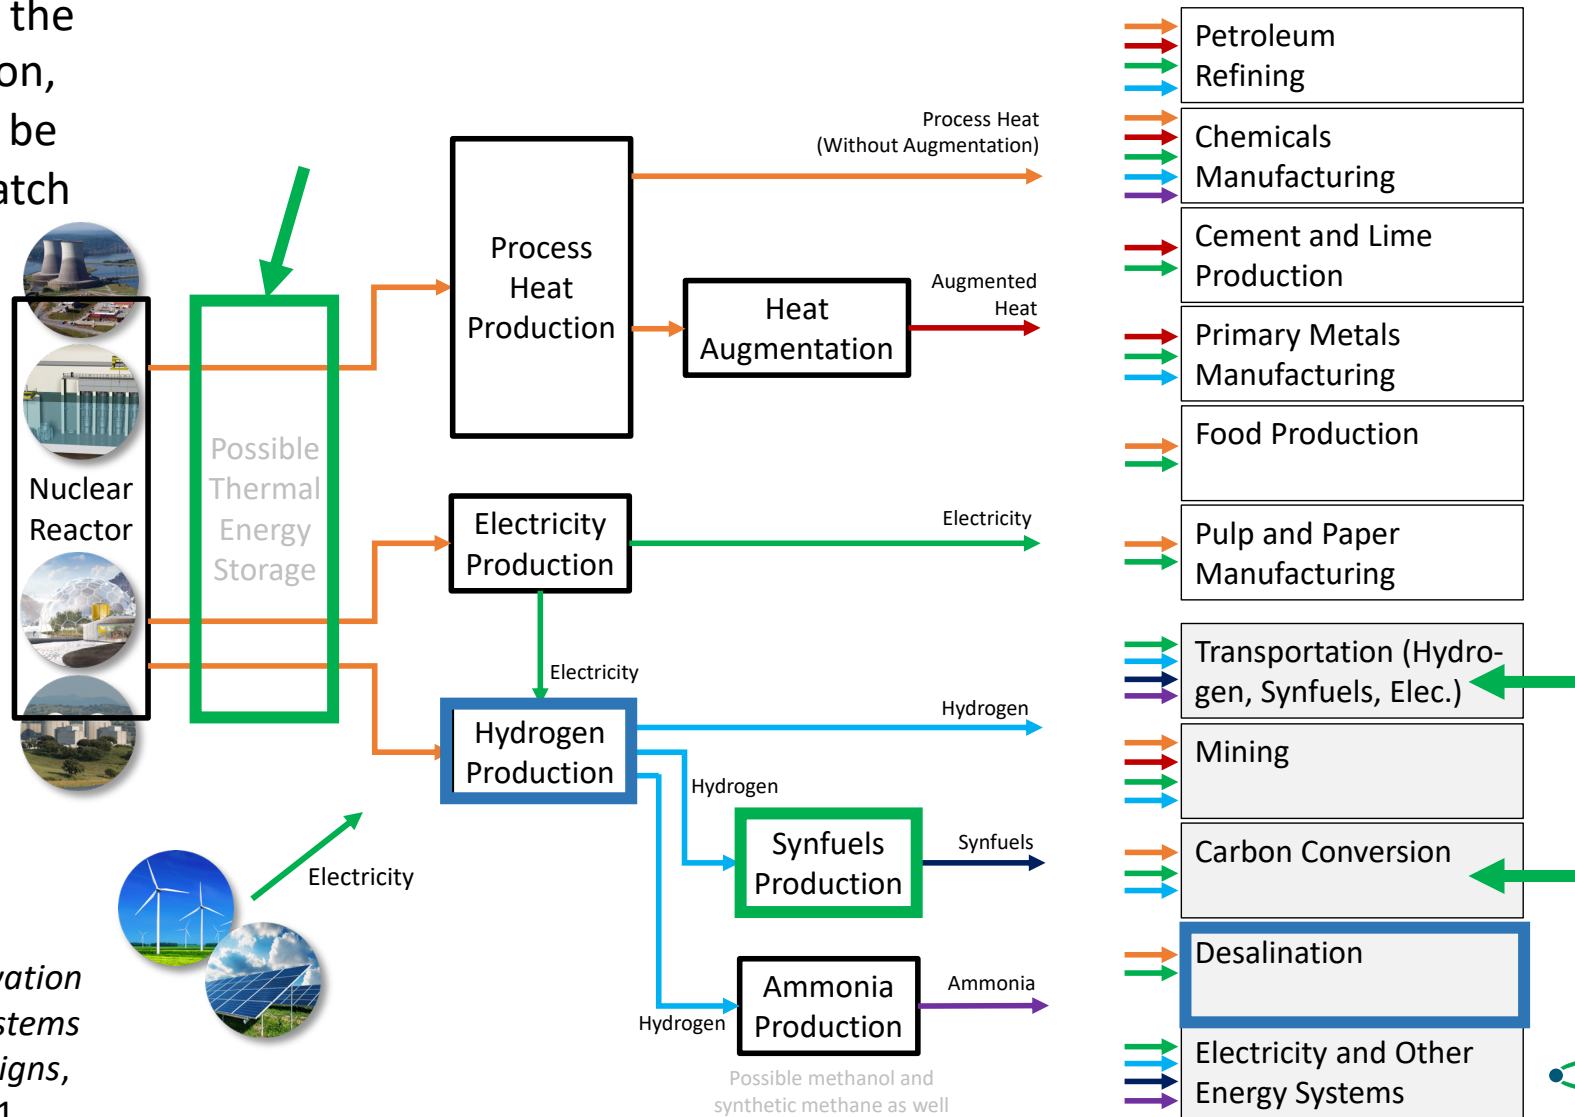 the
on,
be
atch
Nuclear
Reactor
Possible
Thermal
Energy
Storage
Process
Heat
Production
Process Heat
(Without Augmentation)
Heat
Augmentation
Augmented
Heat
Electricity
Production
Electricity
Electricity
Hydrogen
Production
Hydrogen
Hydrogen
Synfuels
Production
Synfuels
Electricity
Hydrogen
Ammonia
Production
Ammonia
Possible methanol and
synthetic methane as well
vation
stems
igns,
1
Petroleum
Refining
Chemicals
Manufacturing
Cement and Lime
Production
Primary Metals
Manufacturing
Food Production
Pulp and Paper
Manufacturing
Transportation (Hydro-
gen, Synfuels, Elec.)
Mining
Carbon Conversion
Desalination
Electricity and Other
Energy Systems